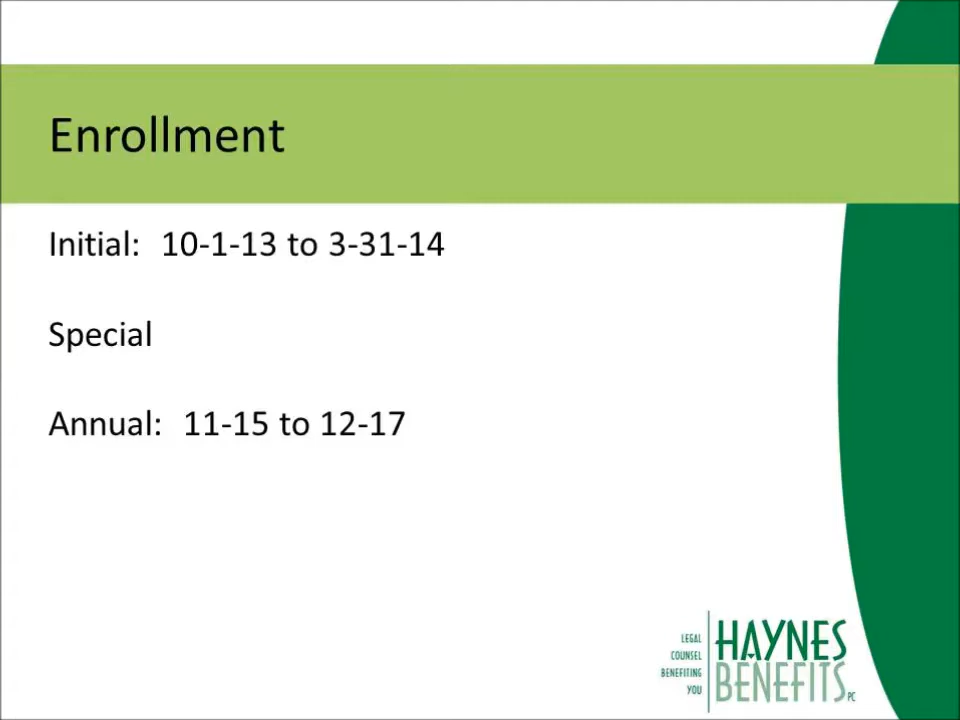 Enrollment
Initial: 10-1-13 to 3-31-14
Special
Annual: 11-15 to 12-17
LEGAL
COUNSEL
BENEFITING
YOU
HAYNES
BENEFITS PC